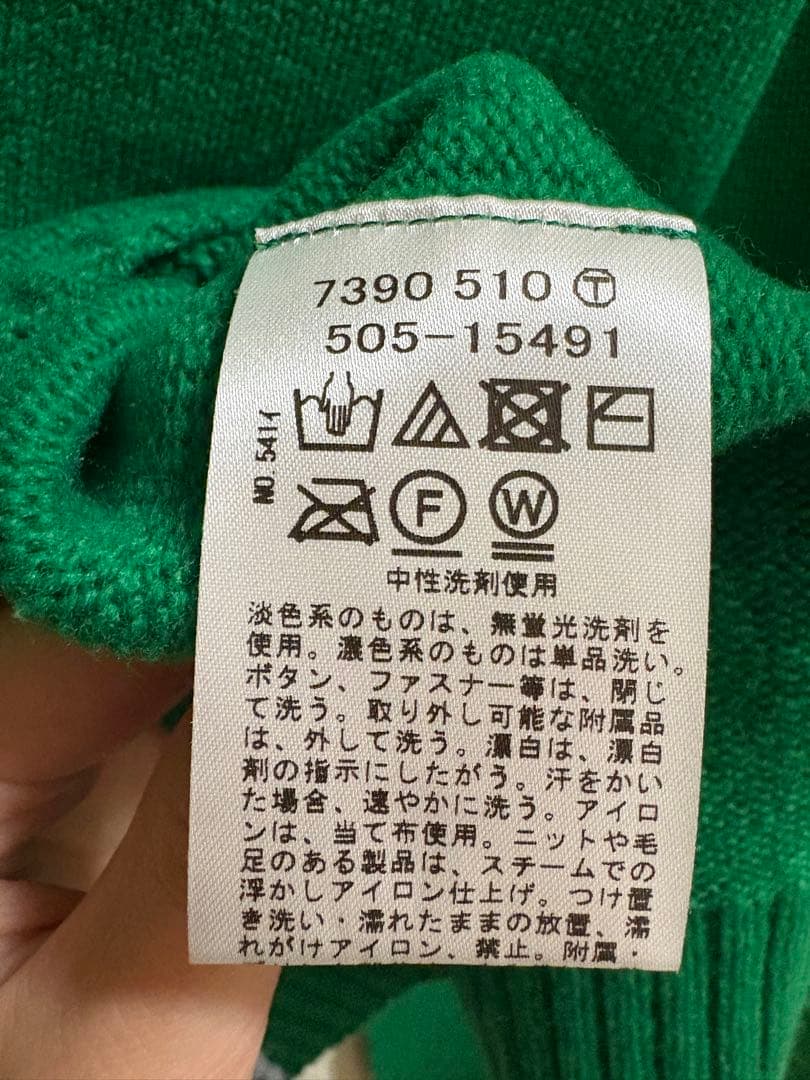 7390 510 Ⓣ
505-15491
NO.541イ
F W
中性洗剤使用
淡色系のものは、無蛍光洗剤を
使用。濃色系のものは単品洗い。
ボタン、ファスナー等は、閉じ
て洗う。取り外し可能な附属品
は、外して洗う。漂白は、漂白
剤の指示にしたがう。汗をかい
た場合、速やかに洗う。アイロ
ンは、当て布使用。ニットや毛
足のある製品は、スチームでの
浮かしアイロン仕上げ。つけ置
き洗い・濡れたままの放置、濡
れがけアイロン、禁止。附属・